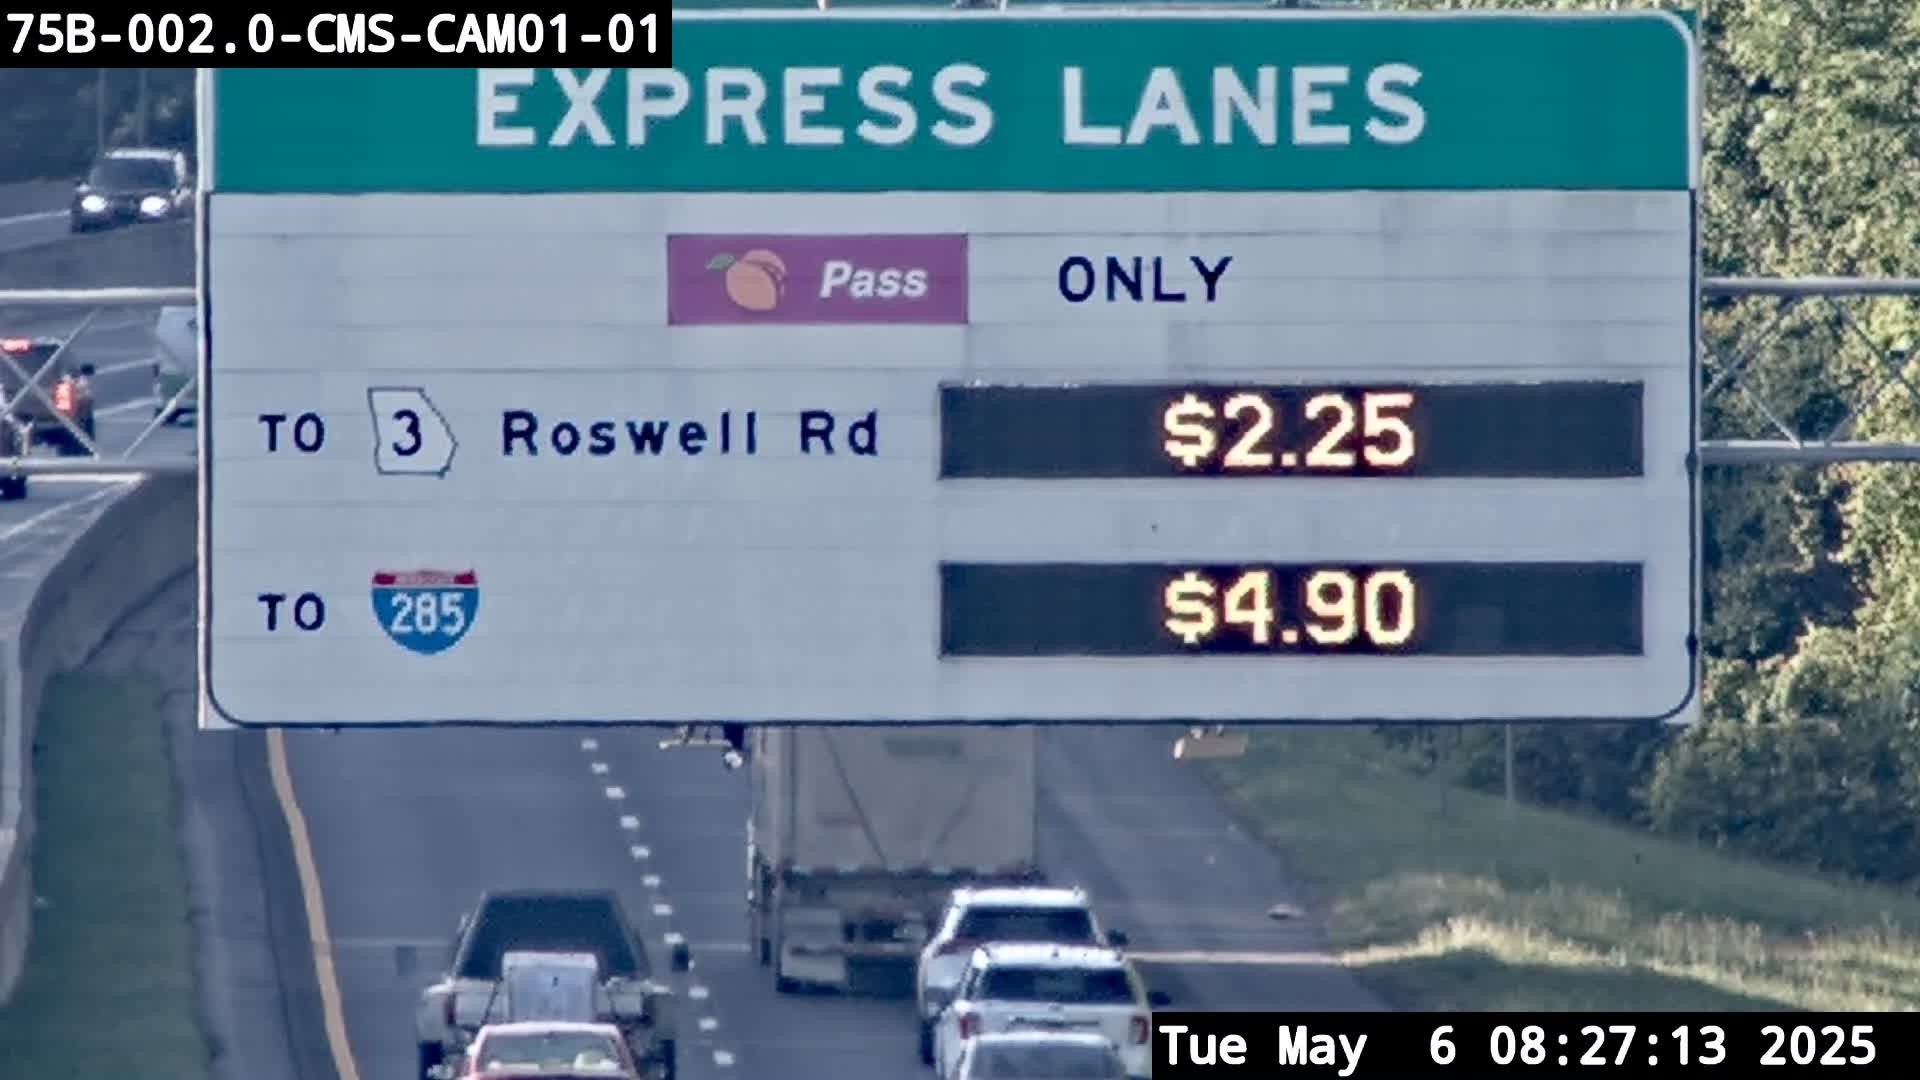 75B-002.0-CMS-CAM01-01
EXPRESS LANES
Pass ONLY
TO 3 Roswell Rd $2.25
TO 285 $4.90
Tue May 6 08:27:13 2025